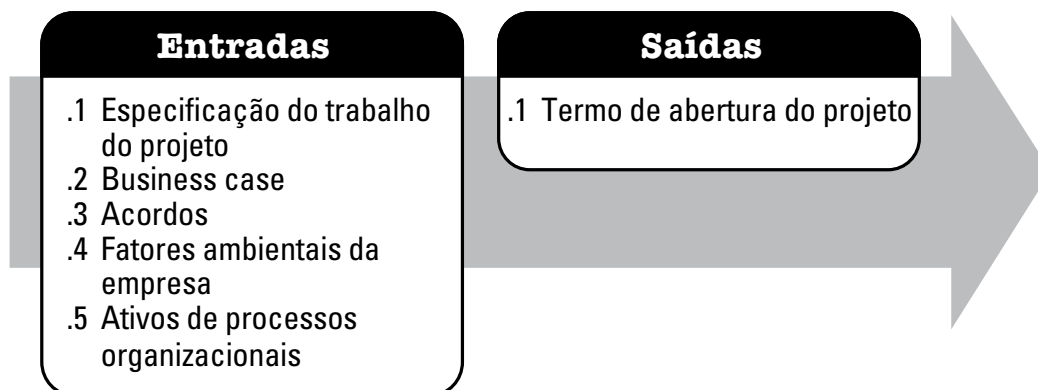 Entradas
.1 Especificação do trabalho
do projeto
.2 Business case
.3 Acordos
.4 Fatores ambientais da
empresa
.5 Ativos de processos
organizacionais
Saídas
.1 Termo de abertura do projeto